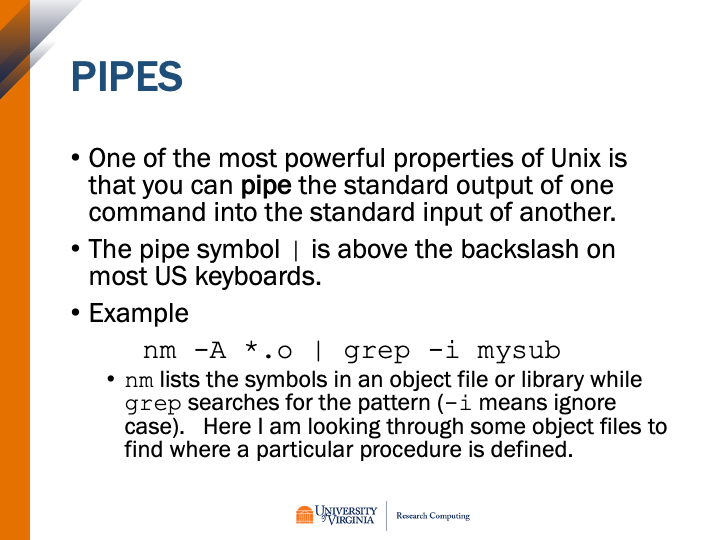 PIPES
• One of the most powerful properties of Unix is
that you can pipe the standard output of one
command into the standard input of another.
• The pipe symbol | is above the backslash on
most US keyboards.
• Example
nm -A *.o | grep -i mysub
• nm lists the symbols in an object file or library while
grep searches for the pattern (-i means ignore
case). Here I am looking through some object files to
find where a particular procedure is defined.
UNIVERSITY
of VIRGINIA
Research Computing